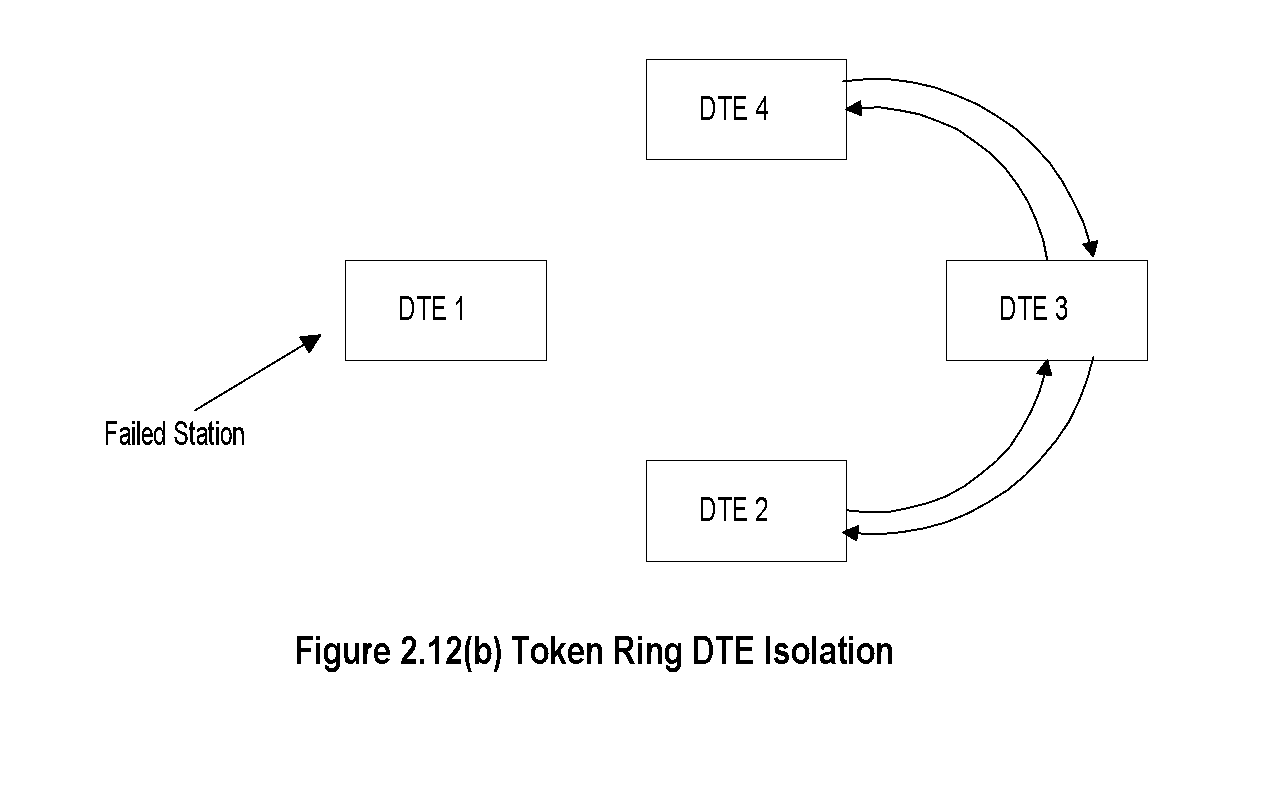 DTE 4
DTE 1
DTE 3
Failed Station
DTE 2
Figure 2.12(b) Token Ring DTE Isolation